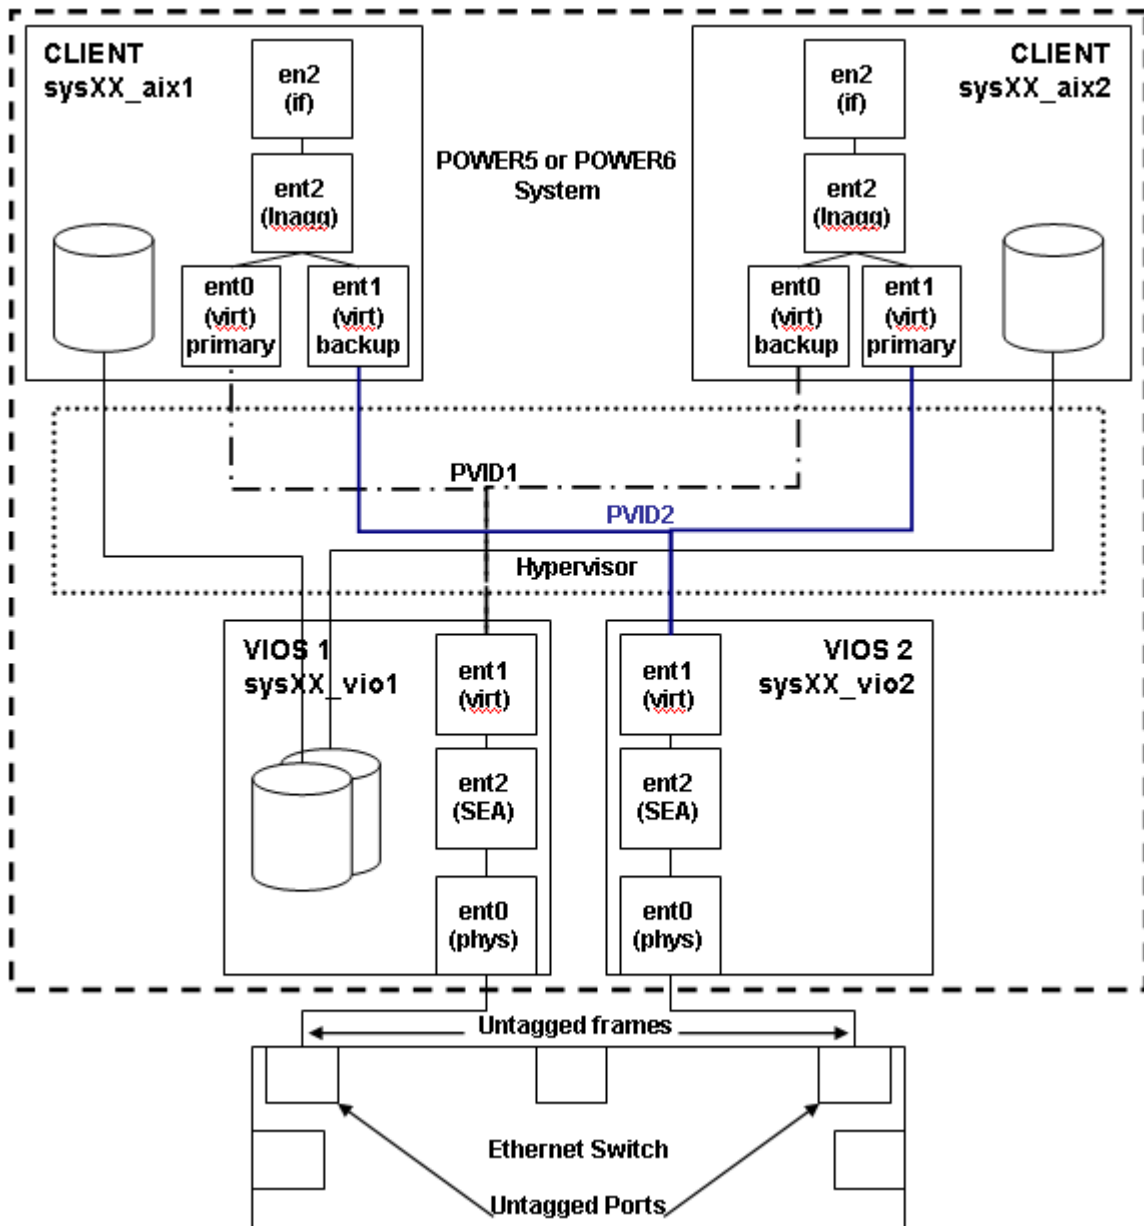 CLIENT
sysXX_aix1
en2
(if)
ent2
(lnagg)
ent0
(virt)
primary
ent1
(virt)
backup
POWER5 or POWER6
System
CLIENT
sysXX_aix2
en2
(if)
ent2
(lnagg)
ent0
(virt)
backup
ent1
(virt)
primary
PVID1
PVID2
Hypervisor
VIOS 1
sysXX_vio1
ent1
(virt)
ent2
(SEA)
ent0
(phys)
VIOS 2
sysXX_vio2
ent1
(virt)
ent2
(SEA)
ent0
(phys)
Untagged frames
Ethernet Switch
Untagged Ports